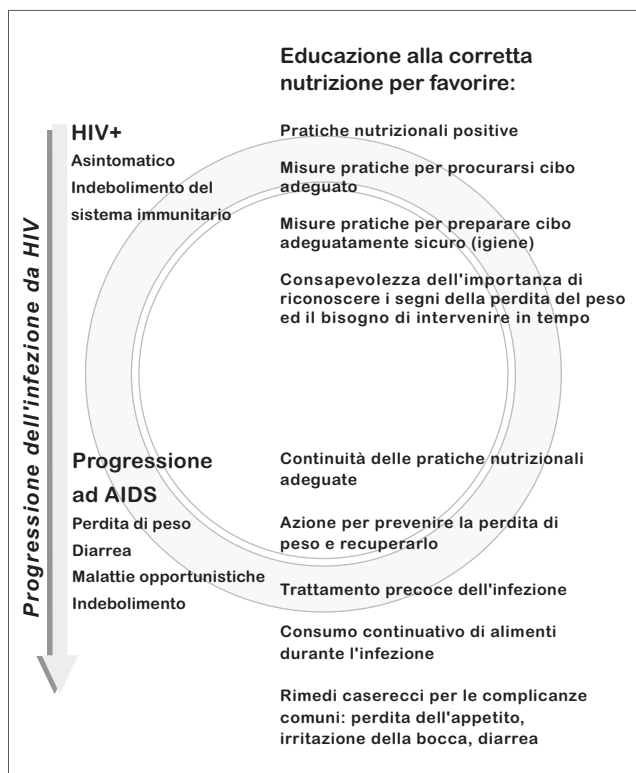 Educazione alla corretta
nutrizione per favorire:
Progressione dell'infezione da HIV
HIV+
Asintomatico
Indebolimento del
sistema immunitario
Pratiche nutrizionali positive
Misure pratiche per procurarsi cibo
adeguato
Misure pratiche per preparare cibo
adeguatamente sicuro (igiene)
Consapevolezza dell'importanza di
riconoscere i segni della perdita del peso
ed il bisogno di intervenire in tempo
Progressione
ad AIDS
Perdita di peso
Diarrea
Malattie opportunistiche
Indebolimento
Continuità delle pratiche nutrizionali
adeguate
Azione per prevenire la perdita di
peso e recuperarlo
Trattamento precoce dell'infezione
Consumo continuativo di alimenti
durante l'infezione
Rimedi caserecci per le complicanze
comuni: perdita dell'appetito,
irritazione della bocca, diarrea